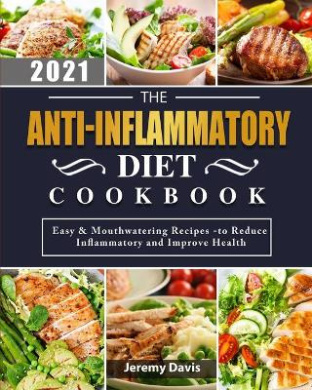 2021
THE
ANTI-INFLAMMATORY
DIET
COOKBOOK
Easy & Mouthwatering Recipes -to Reduce
Inflammatory and Improve Health
Jeremy Davis